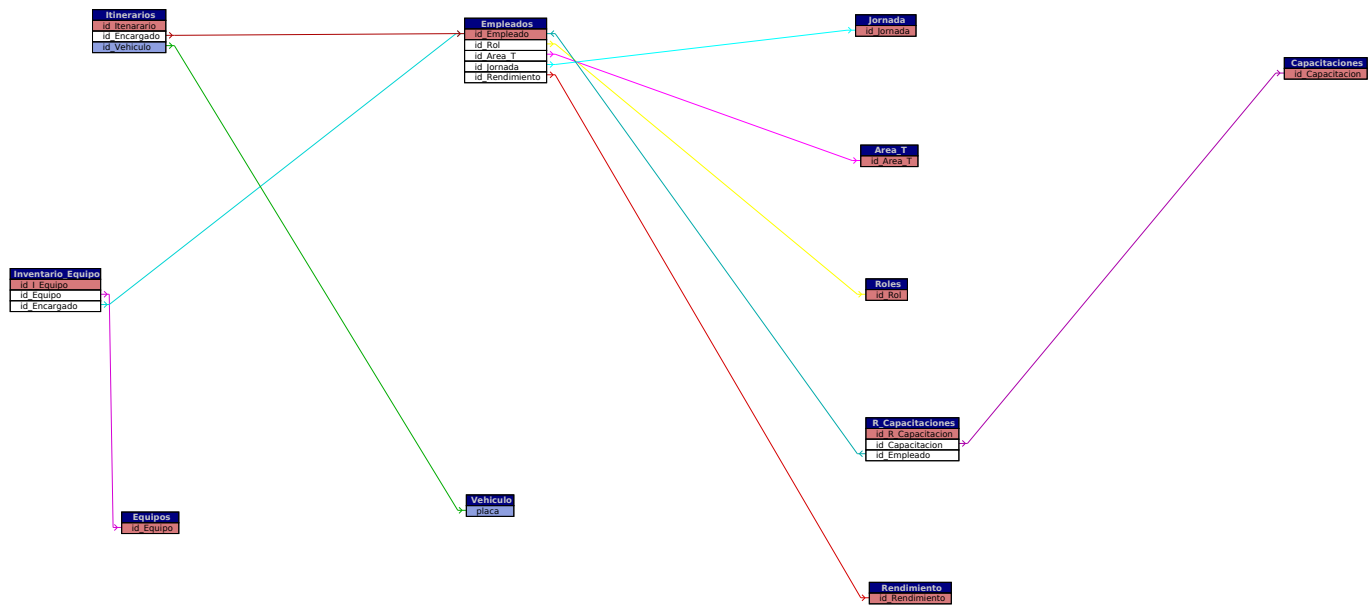 Itinerarios
id_Itenarario
id_Encargado
id_Vehiculo
Empleados
id_Empleado
id_Rol
id_Area_T
id_Jornada
id_Rendimiento
Jornada
id_Jornada
Capacitaciones
id_Capacitacion
Area_T
id_Area_T
Inventario_Equipo
id_I_Equipo
id_Equipo
id_Encargado
Roles
id_Rol
R_Capacitaciones
id_R_Capacitacion
id_Capacitacion
id_Empleado
Vehiculo
placa
Equipos
id_Equipo
Rendimiento
id_Rendimiento